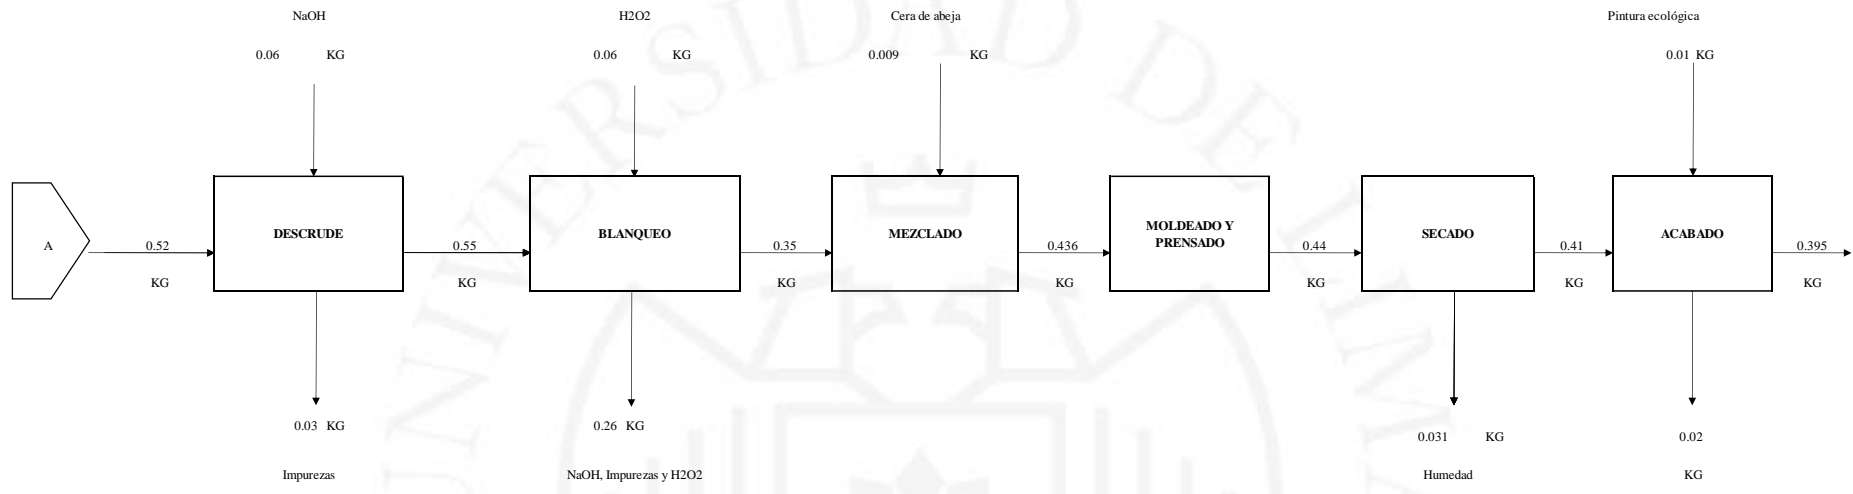 NaOH
H2O2
Cera de abeja
Pintura ecológica
0.06 KG
0.06 KG
0.009 KG
0.01 KG
A
0.52
KG
DESCRUDE
0.55
KG
BLANQUEO
0.35
KG
MEZCLADO
0.436
KG
MOLDEADO Y
PRENSADO
0.44
KG
SECADO
0.41
KG
ACABADO
0.395
KG
0.03 KG
Impurezas
0.26 KG
NaOH, Impurezas y H2O2
0.031 KG
Humedad
0.02
KG
UNIVERSIDAD DE LIMA